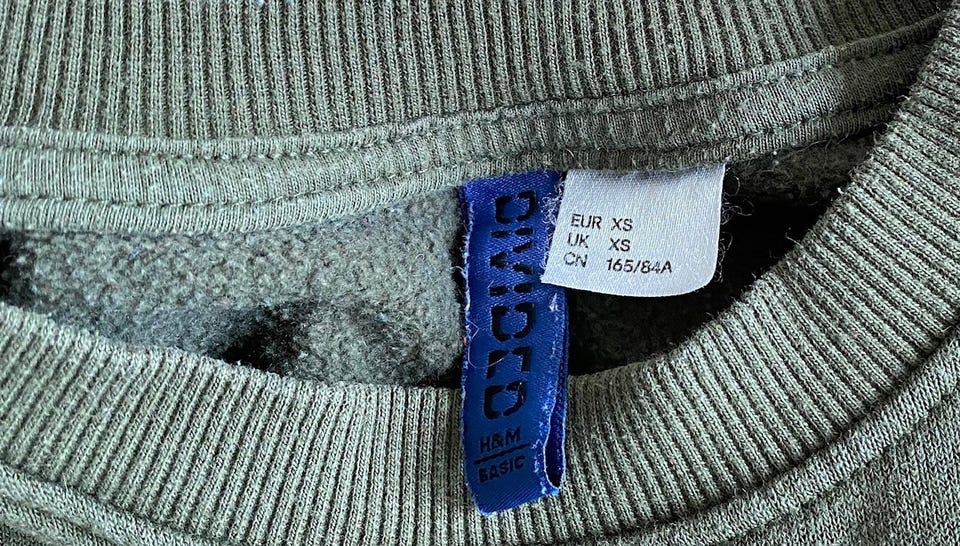 DIVIDED
H&M
BASIC
EUR XS
UK XS
CN 165/84A